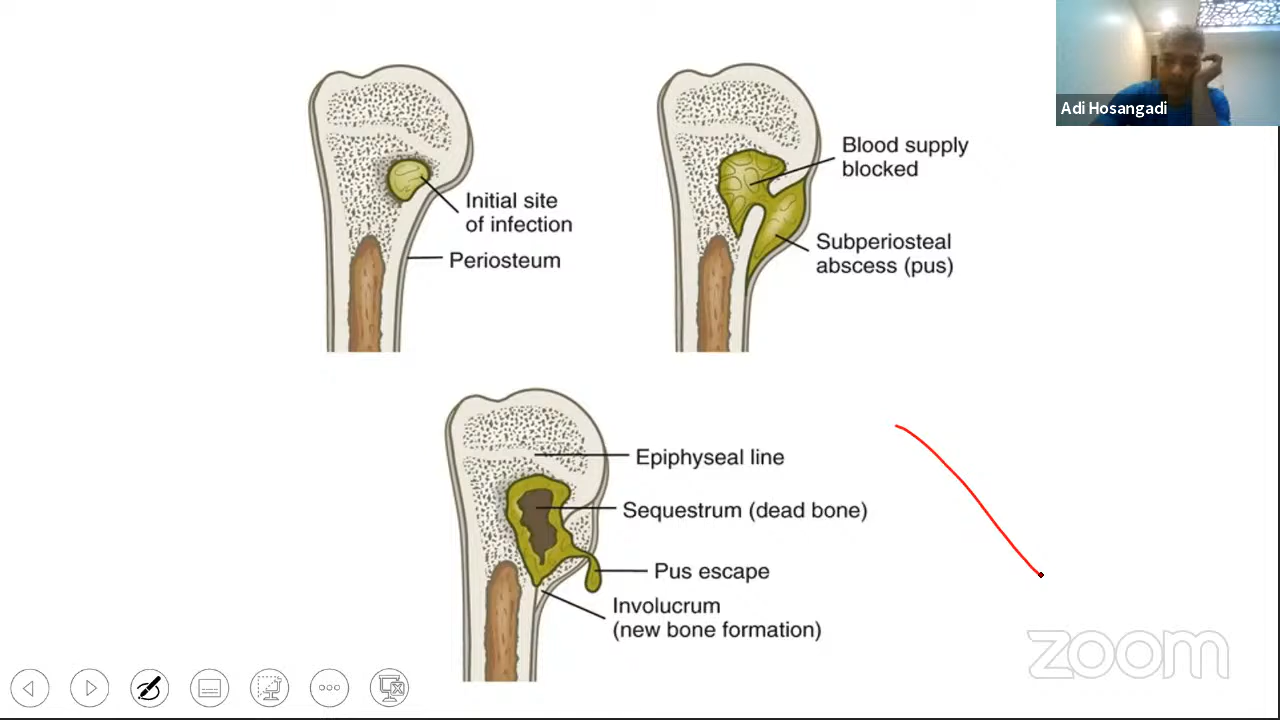 Adi Hosangadi
Initial site
of infection
Periosteum
Blood supply
blocked
Subperiosteal
abscess (pus)
Epiphyseal line
Sequestrum (dead bone)
Pus escape
Involucrum
(new bone formation)
zoom